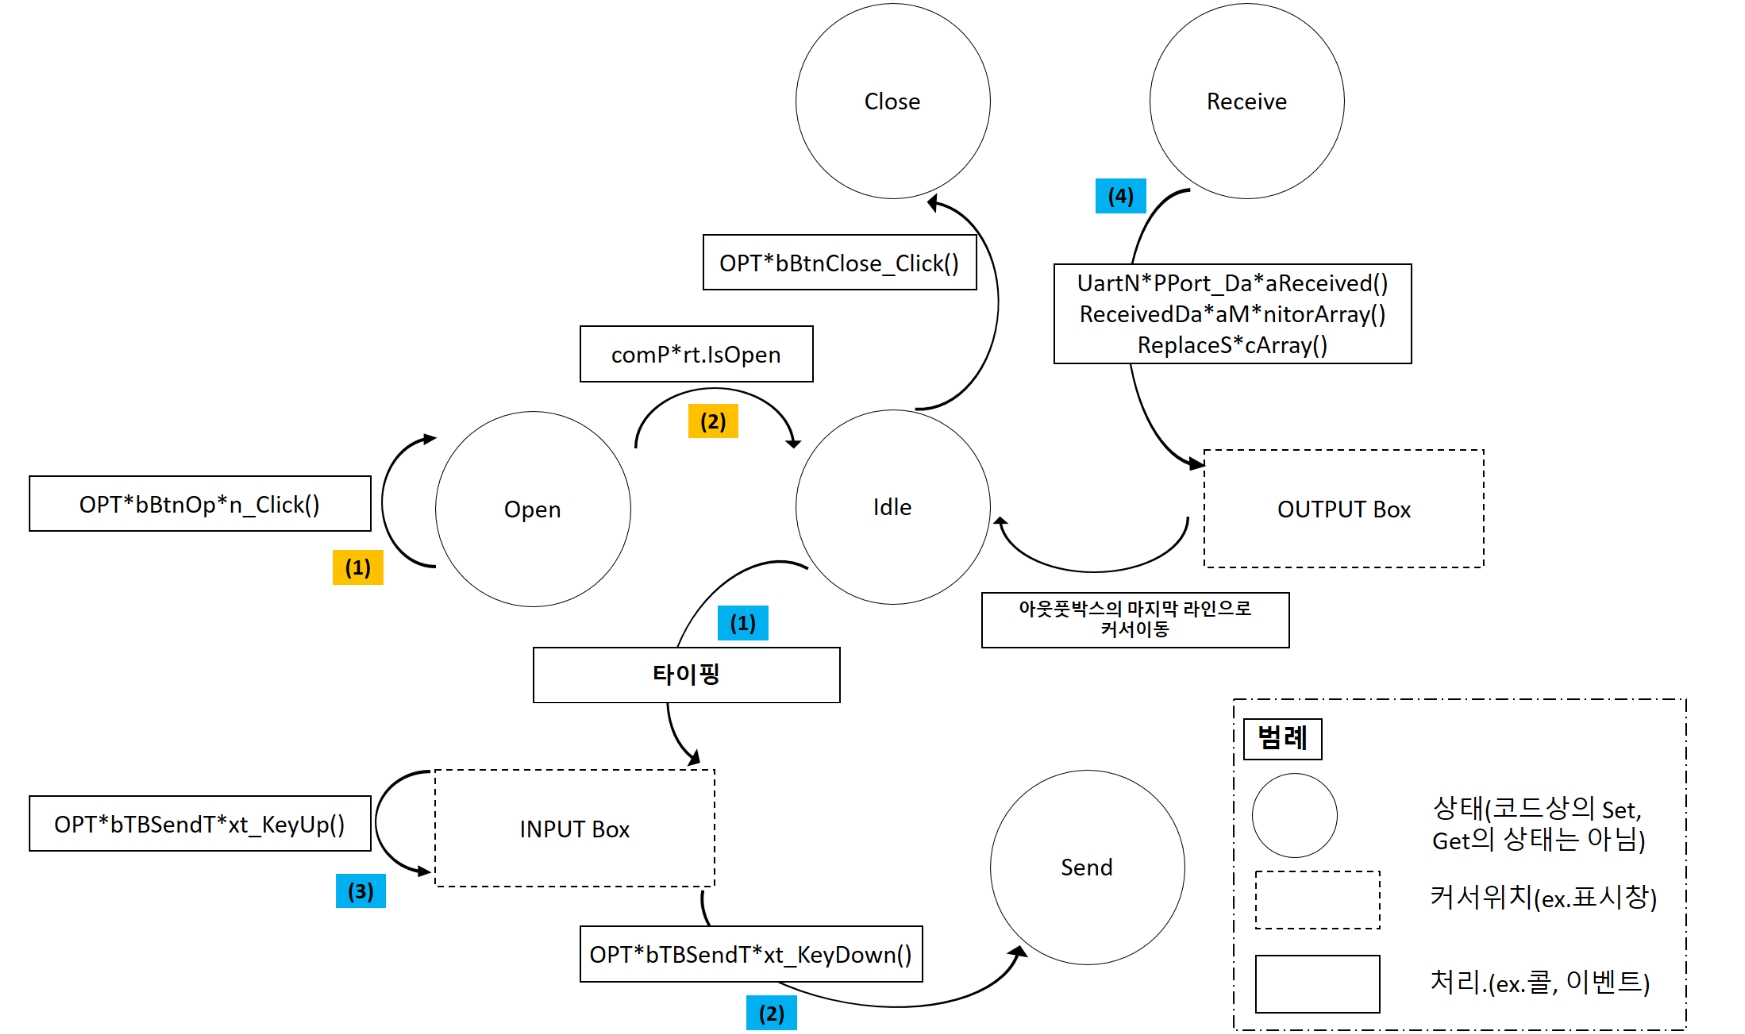 Close
Receive
(4)
OPT*bBtnClose_Click()
UartN*PPort_Da*aReceived()
ReceivedDa*aM*nitorArray()
ReplaceS*cArray()
comP*rt.IsOpen
(2)
OPT*bBtnOp*n_Click()
Open
Idle
OUTPUT Box
(1)
(1)
아웃풋박스의 마지막 라인으로
커서이동
타이핑
범례
OPT*bTBSendT*xt_KeyUp()
INPUT Box
상태(코드상의 Set,
Get의 상태는 아님)
(3)
Send
커서위치(ex.표시창)
OPT*bTBSendT*xt_KeyDown()
처리.(ex.콜, 이벤트)
(2)